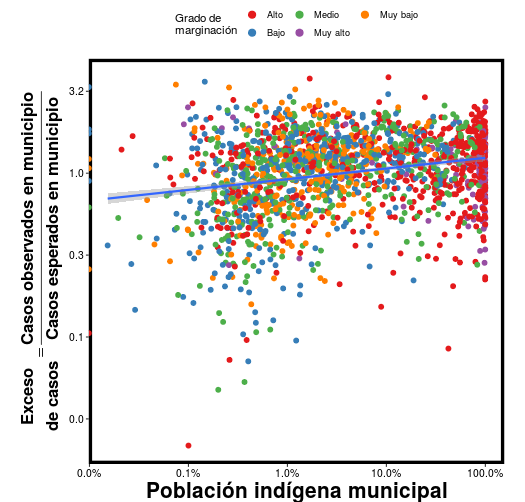 Grado de
marginación
Alto
Medio
Muy bajo
Bajo
Muy alto
3.2
1.0
0.3
0.1
0.0
Exceso
de casos
=
Casos observados en municipio
Casos esperados en municipio
0.0%
0.1%
1.0%
10.0%
100.0%
Población indígena municipal